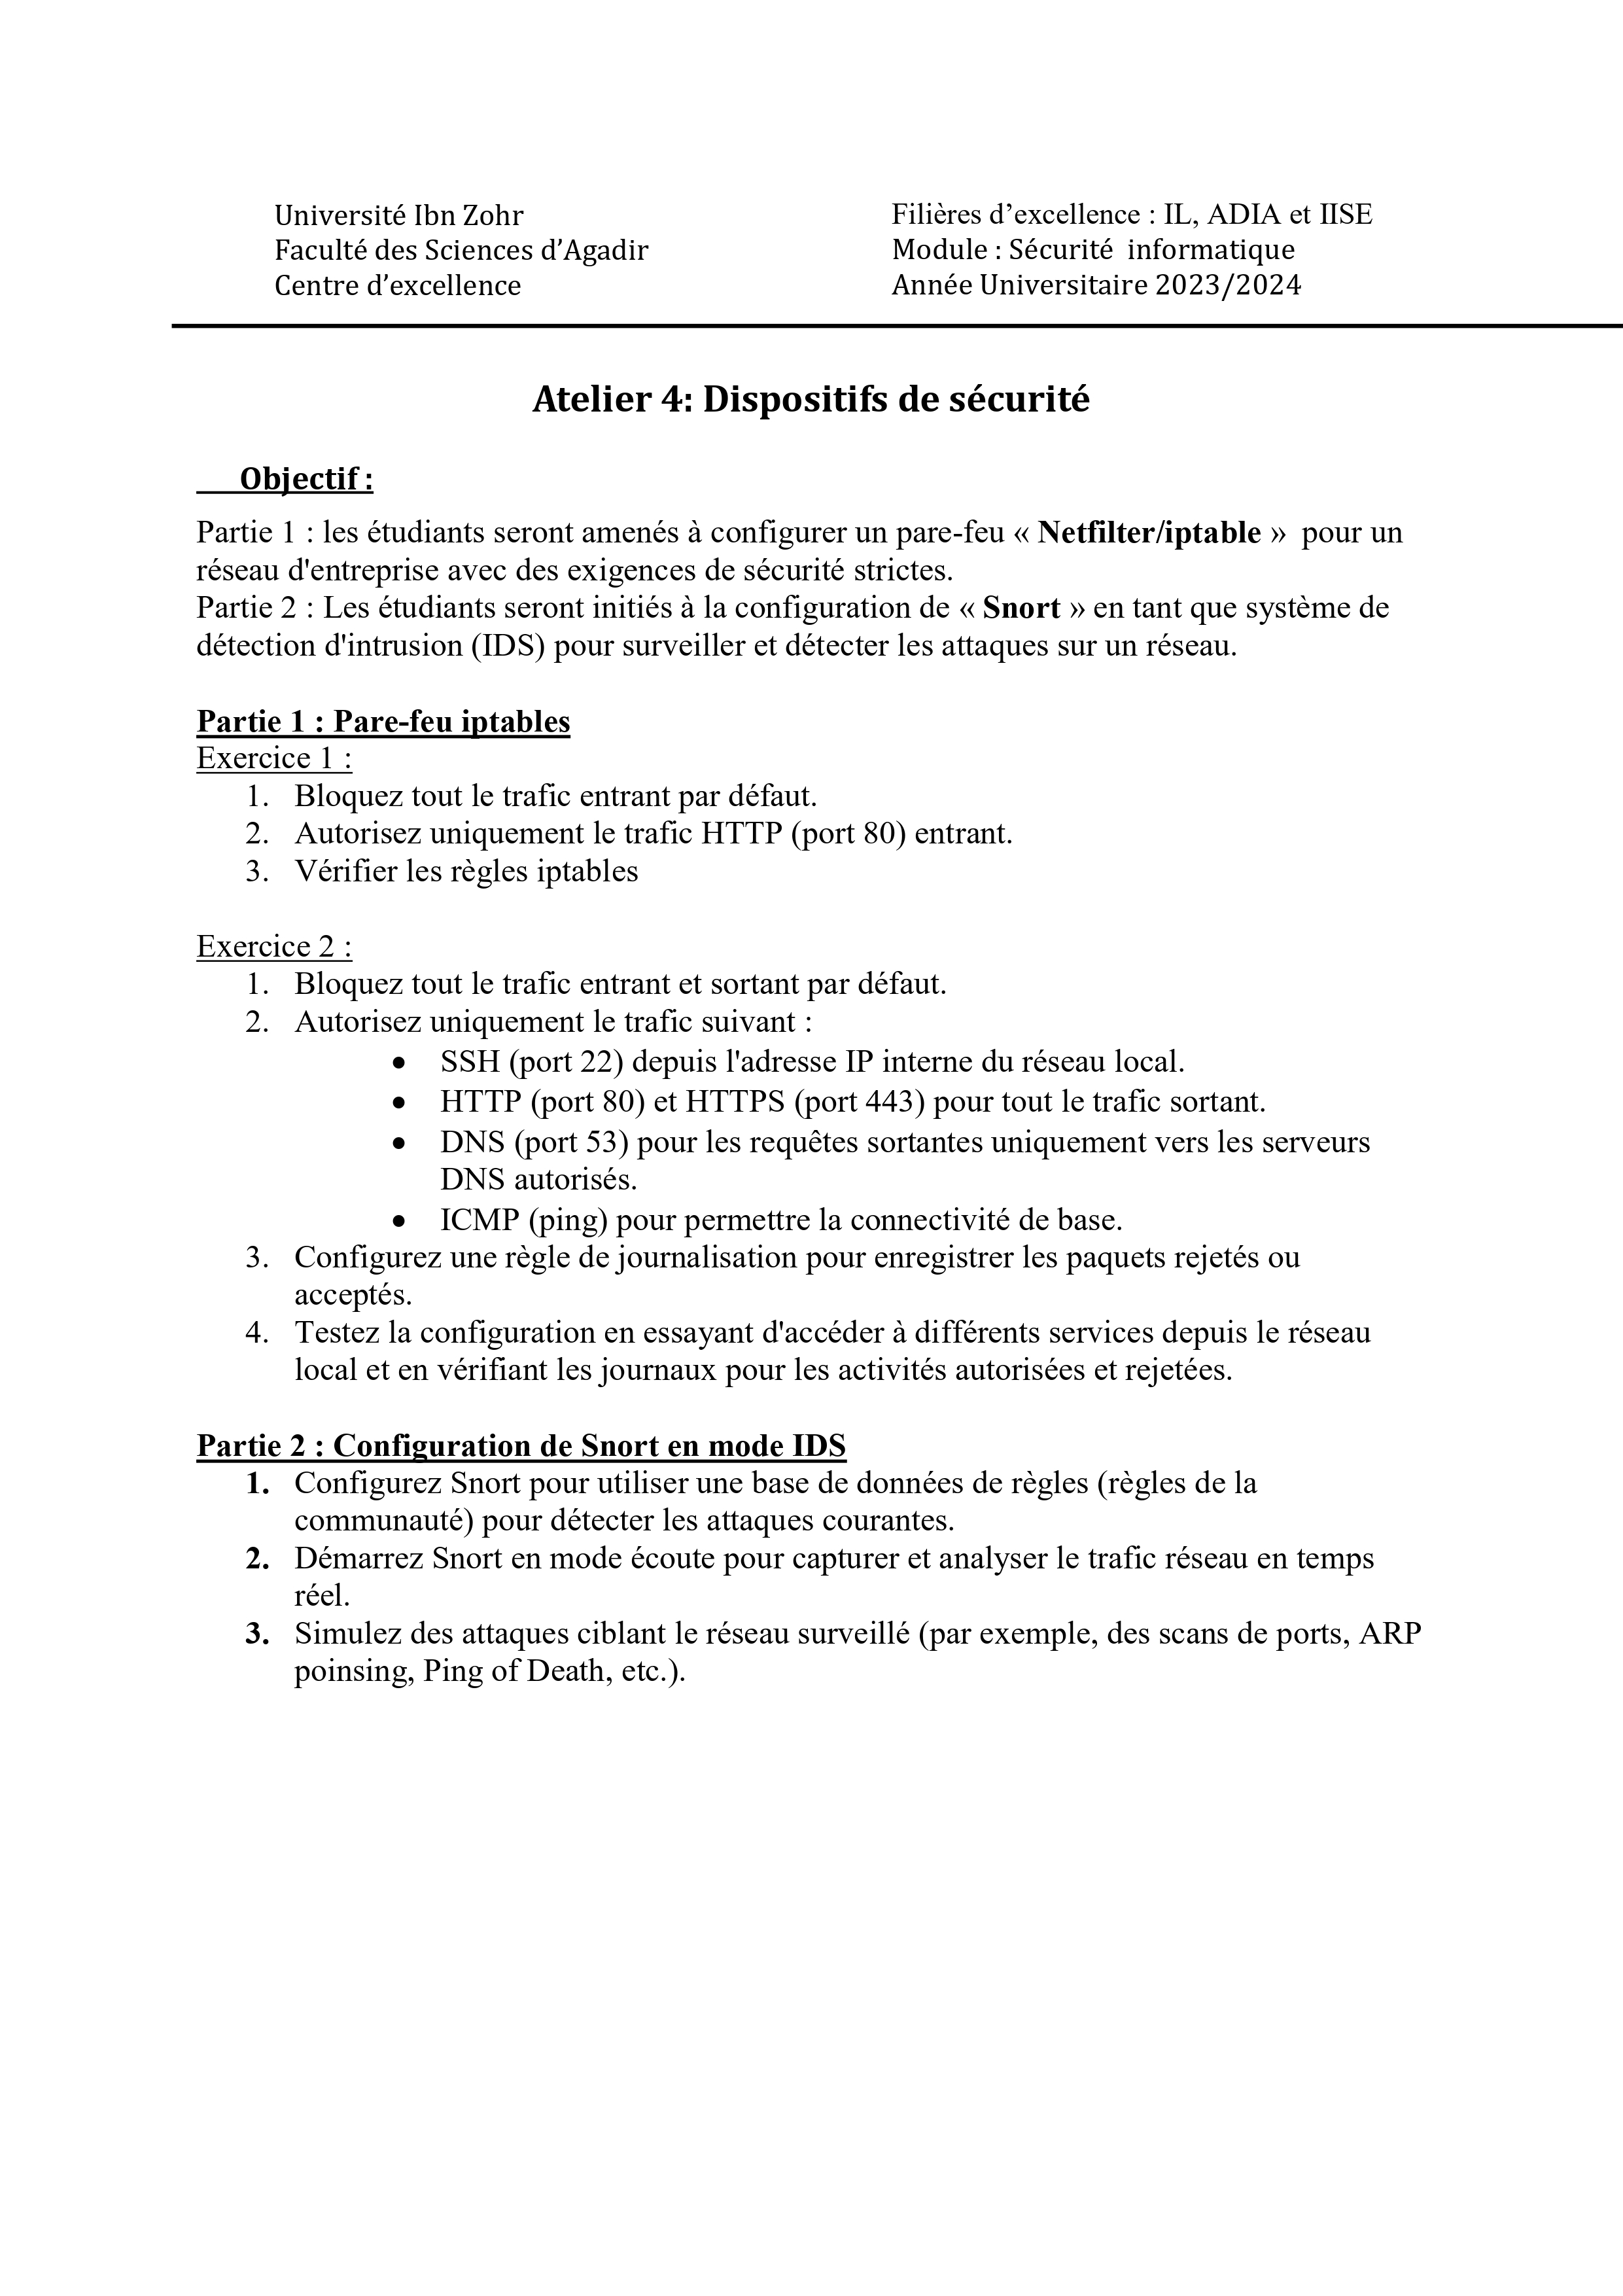 Université Ibn Zohr
Faculté des Sciences d’Agadir
Centre d’excellence
Filières d’excellence : IL, ADIA et IISE
Module : Sécurité  informatique
Année Universitaire 2023/2024
Atelier 4: Dispositifs de sécurité
Objectif :
Partie 1 : les étudiants seront amenés à configurer un pare-feu « Netfilter/iptable »  pour un
réseau d'entreprise avec des exigences de sécurité strictes.
Partie 2 : Les étudiants seront initiés à la configuration de « Snort » en tant que système de
détection d'intrusion (IDS) pour surveiller et détecter les attaques sur un réseau.
Partie 1 : Pare-feu iptables
Exercice 1 :
1. Bloquez tout le trafic entrant par défaut.
2. Autorisez uniquement le trafic HTTP (port 80) entrant.
3. Vérifier les règles iptables
Exercice 2 :
1. Bloquez tout le trafic entrant et sortant par défaut.
2. Autorisez uniquement le trafic suivant :
• SSH (port 22) depuis l'adresse IP interne du réseau local.
• HTTP (port 80) et HTTPS (port 443) pour tout le trafic sortant.
• DNS (port 53) pour les requêtes sortantes uniquement vers les serveurs
DNS autorisés.
• ICMP (ping) pour permettre la connectivité de base.
3. Configurez une règle de journalisation pour enregistrer les paquets rejetés ou
acceptés.
4. Testez la configuration en essayant d'accéder à différents services depuis le réseau
local et en vérifiant les journaux pour les activités autorisées et rejetées.
Partie 2 : Configuration de Snort en mode IDS
1. Configurez Snort pour utiliser une base de données de règles (règles de la
communauté) pour détecter les attaques courantes.
2. Démarrez Snort en mode écoute pour capturer et analyser le trafic réseau en temps
réel.
3. Simulez des attaques ciblant le réseau surveillé (par exemple, des scans de ports, ARP
poinsing, Ping of Death, etc.).